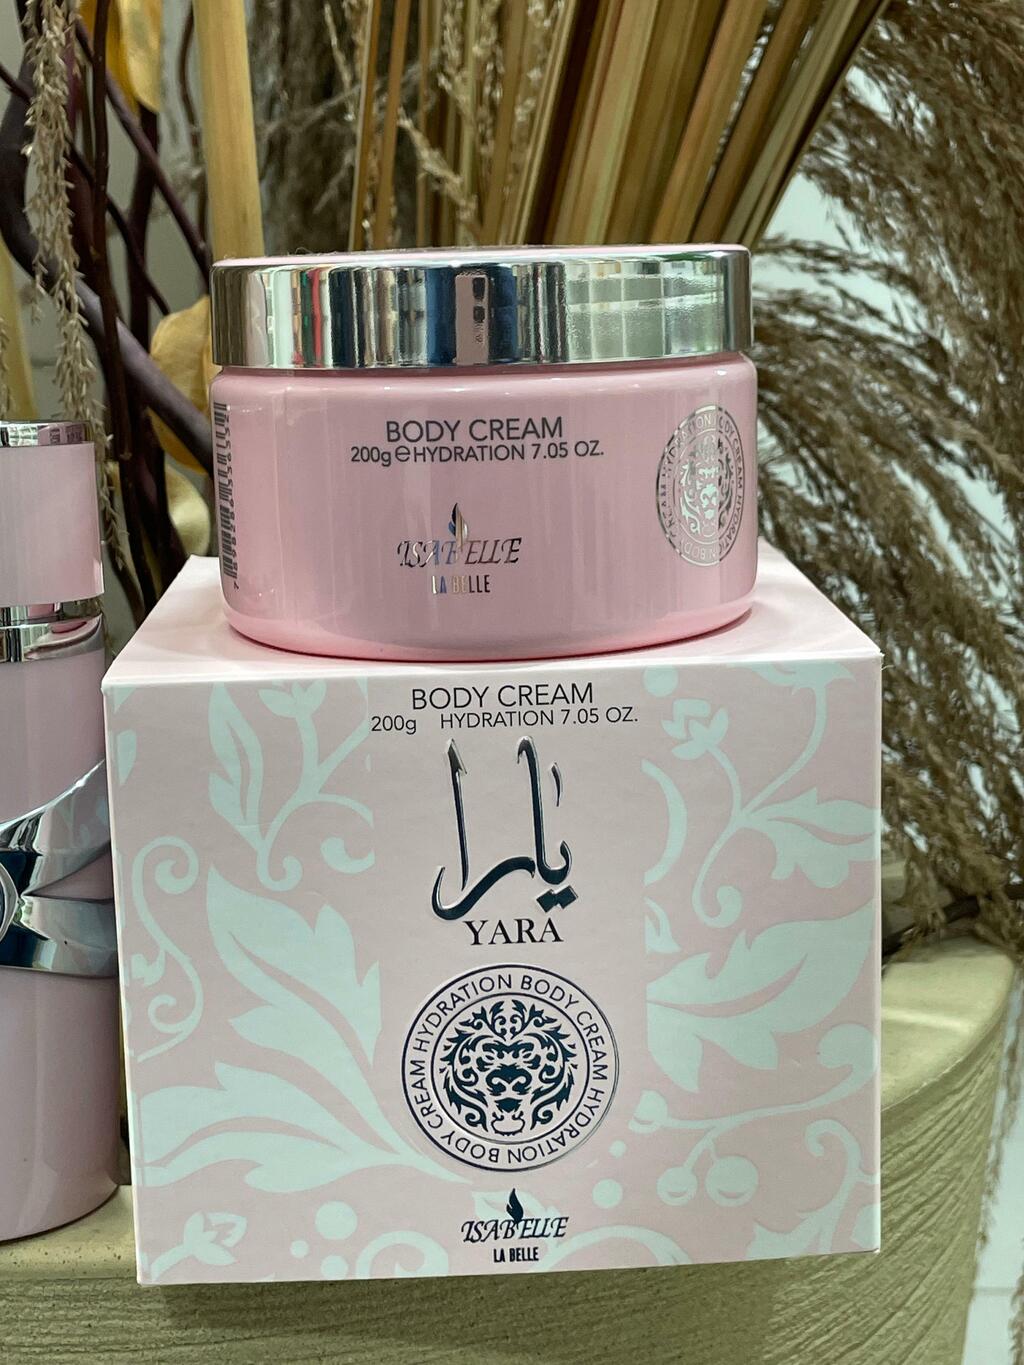 BODY CREAM
200g e HYDRATION 7.05 OZ.
ISABELLE
LA BELLE
BODY CREAM
200g HYDRATION 7.05 OZ.
يارا
YARA
HYDRATION BODY CREAM HYDRATION BODY CREAM
ISABELLE
LA BELLE